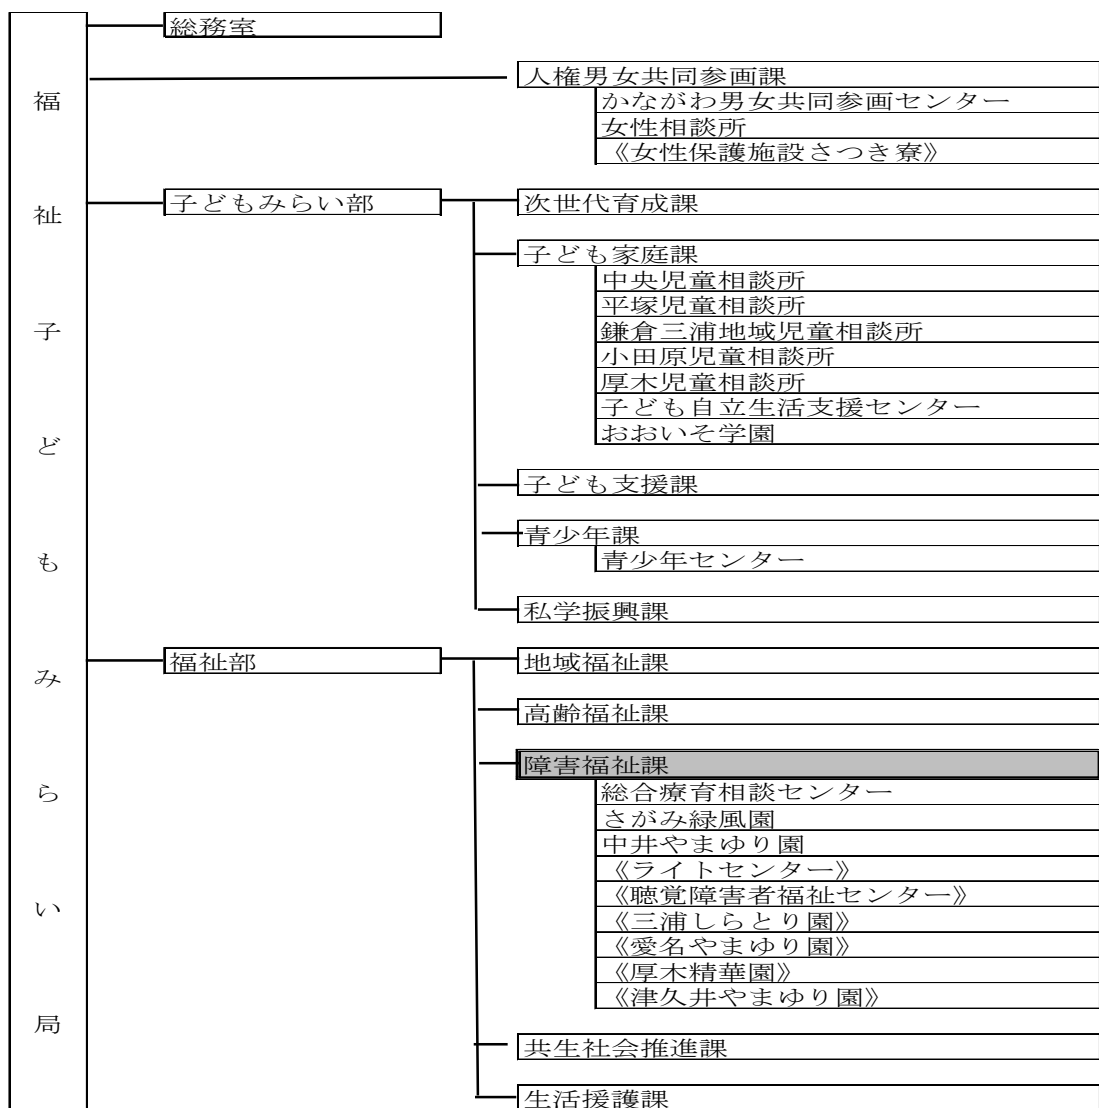 福祉子どもみらい局
総務室
人権男女共同参画課
かながわ男女共同参画センター
女性相談所
《女性保護施設さつき寮》
子どもみらい部
次世代育成課
子ども家庭課
中央児童相談所
平塚児童相談所
鎌倉三浦地域児童相談所
小田原児童相談所
厚木児童相談所
子ども自立生活支援センター
おおいそ学園
子ども支援課
青少年課
青少年センター
私学振興課
福祉部
地域福祉課
高齢福祉課
障害福祉課
総合療育相談センター
さがみ緑風園
中井やまゆり園
《ライトセンター》
《聴覚障害者福祉センター》
《三浦しらとり園》
《愛名やまゆり園》
《厚木精華園》
《津久井やまゆり園》
共生社会推進課
生活援護課